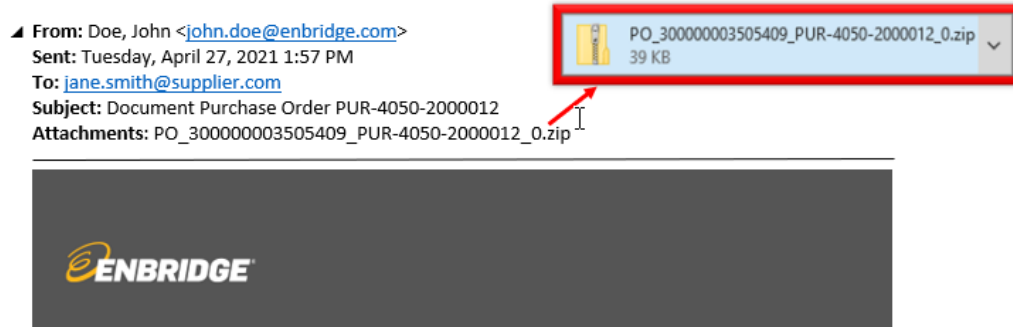 From: Doe, John <john.doe@enbridge.com>
Sent: Tuesday, April 27, 2021 1:57 PM
To: jane.smith@supplier.com
Subject: Document Purchase Order PUR-4050-2000012
Attachments: PO_300000003505409_PUR-4050-2000012_0.zip
PO_300000003505409_PUR-4050-2000012_0.zip
39 KB
ENBRIDGE